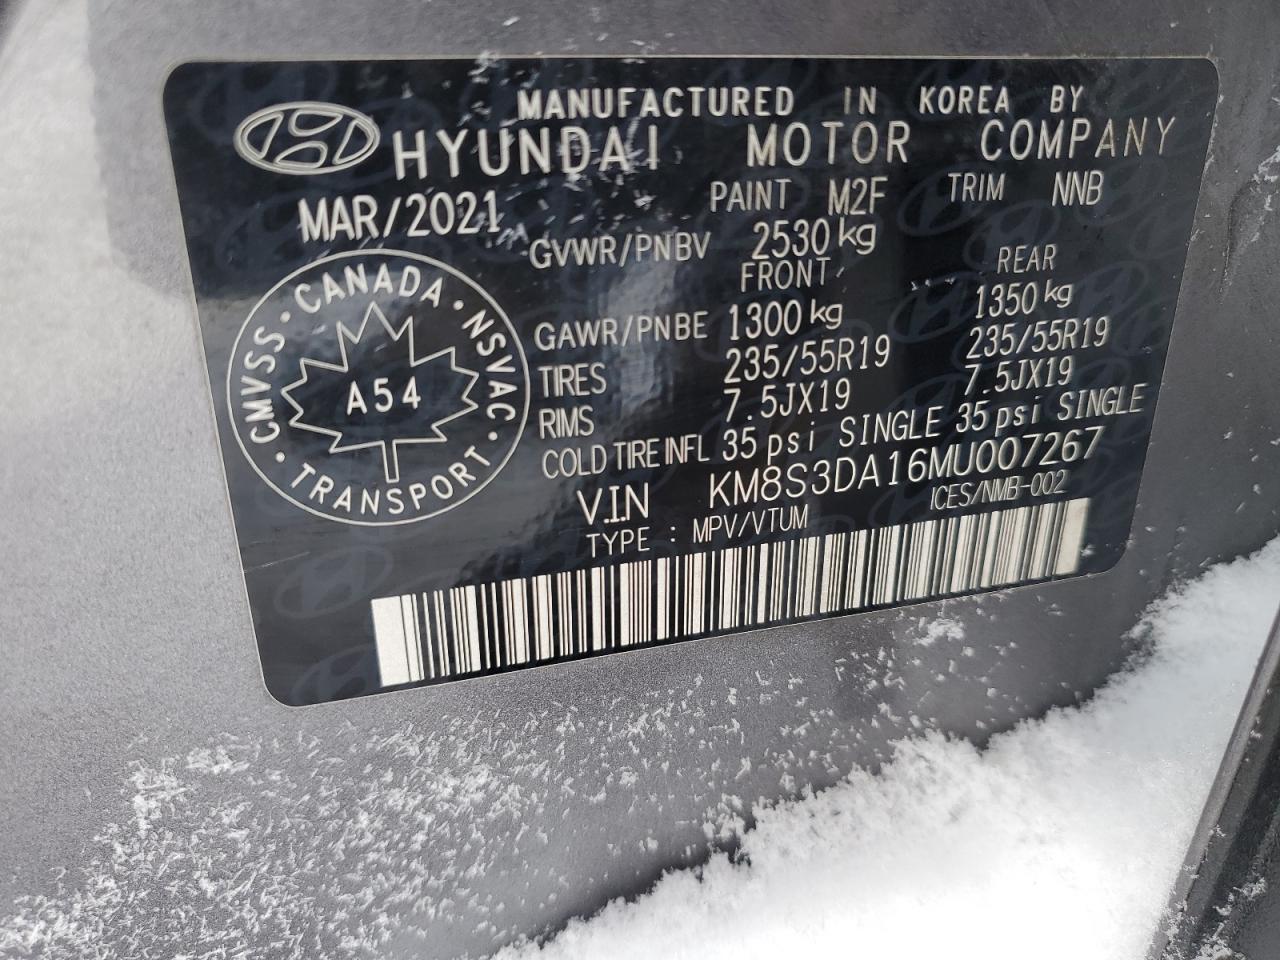 MANUFACTURED IN KOREA BY
HYUNDAI MOTOR COMPANY
MAR/2021 PAINT M2F TRIM NNB
GVWR/PNBV 2530 kg
FRONT REAR
GAWR/PNBE 1300 kg 1350 kg
TIRES 235/55R19 235/55R19
RIMS 7.5JX19 7.5JX19
COLD TIRE INFL 35 psi SINGLE 35 psi SINGLE
V.I.N KM8S3DA16MU007267
TYPE : MPV/VTUM ICES/NMB-002
CMVSS · CANADA · NSVAC · TRANSPORT ·
A54